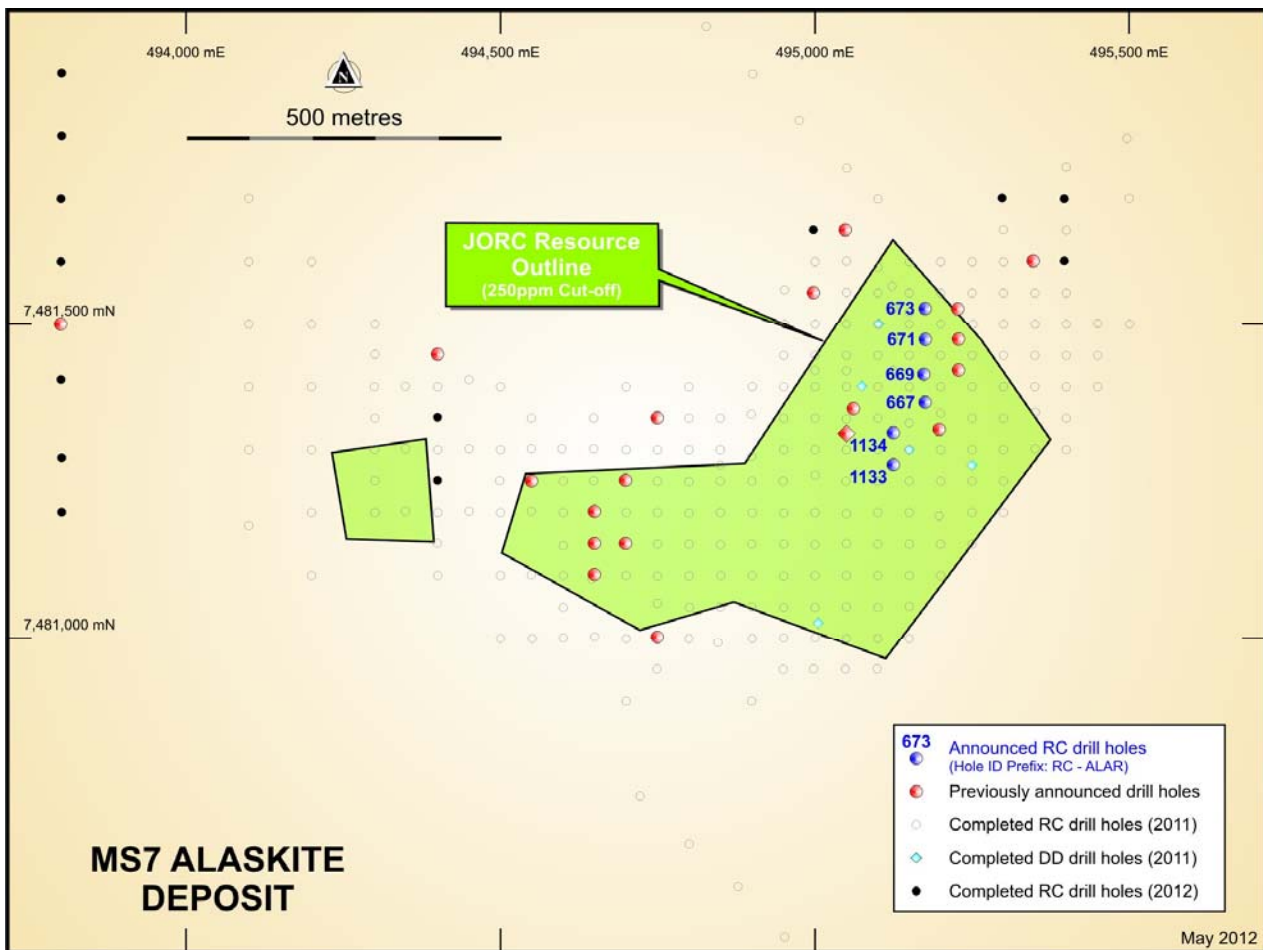 494,000 mE
494,500 mE
495,000 mE
495,500 mE
N
500 metres
JORC Resource
Outline
(250ppm Cut-off)
7,481,500 mN
673
671
669
667
1134
1133
7,481,000 mN
673
Announced RC drill holes
(Hole ID Prefix: RC - ALAR)
Previously announced drill holes
Completed RC drill holes (2011)
Completed DD drill holes (2011)
Completed RC drill holes (2012)
MS7 ALASKITE
DEPOSIT
May 2012